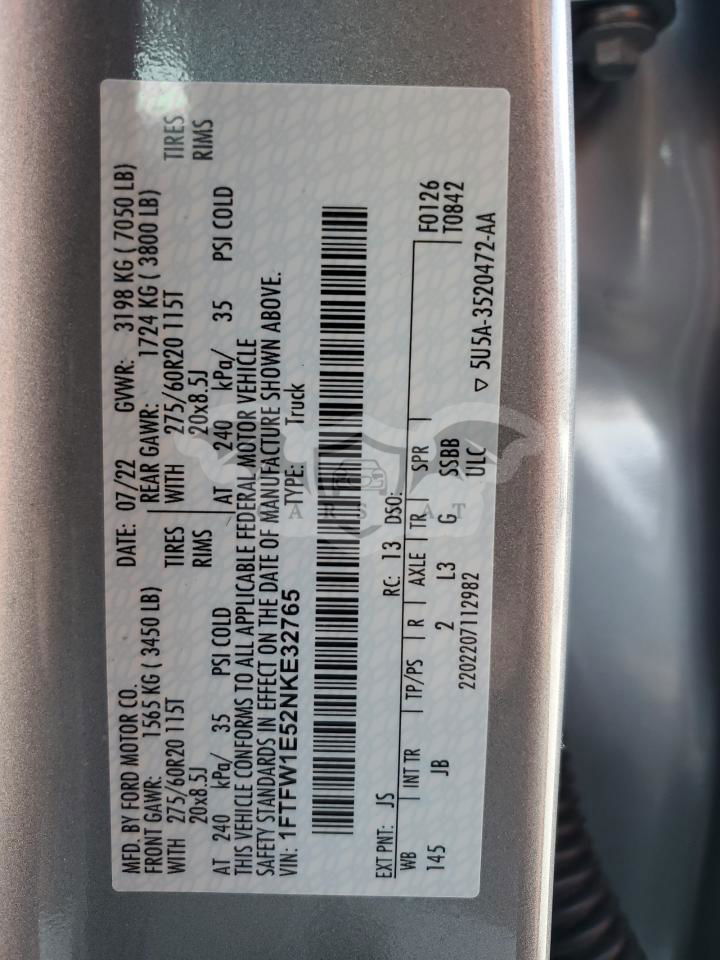 MFD. BY FORD MOTOR CO. DATE: 07/22 GVWR: 3198 KG ( 7050 LB)
FRONT GAWR: 1565 KG ( 3450 LB) REAR GAWR: 1724 KG ( 3800 LB)
WITH 275/60R20 115T TIRES WITH 275/60R20 115T TIRES
20x8.5J RIMS 20x8.5J RIMS
AT 240 kPa/ 35 PSI COLD AT 240 kPa/ 35 PSI COLD
THIS VEHICLE CONFORMS TO ALL APPLICABLE FEDERAL MOTOR VEHICLE
SAFETY STANDARDS IN EFFECT ON THE DATE OF MANUFACTURE SHOWN ABOVE.
VIN: 1FTFW1E52NKE32765 TYPE: Truck
EXT PNT: JS RC: 13 DSO: F0126
WB INT TR TP/PS R AXLE TR SPR T0842
145 JB 2 L3 G SSBB
2202207112982 ULC ▽ 5U5A-3520472-AA